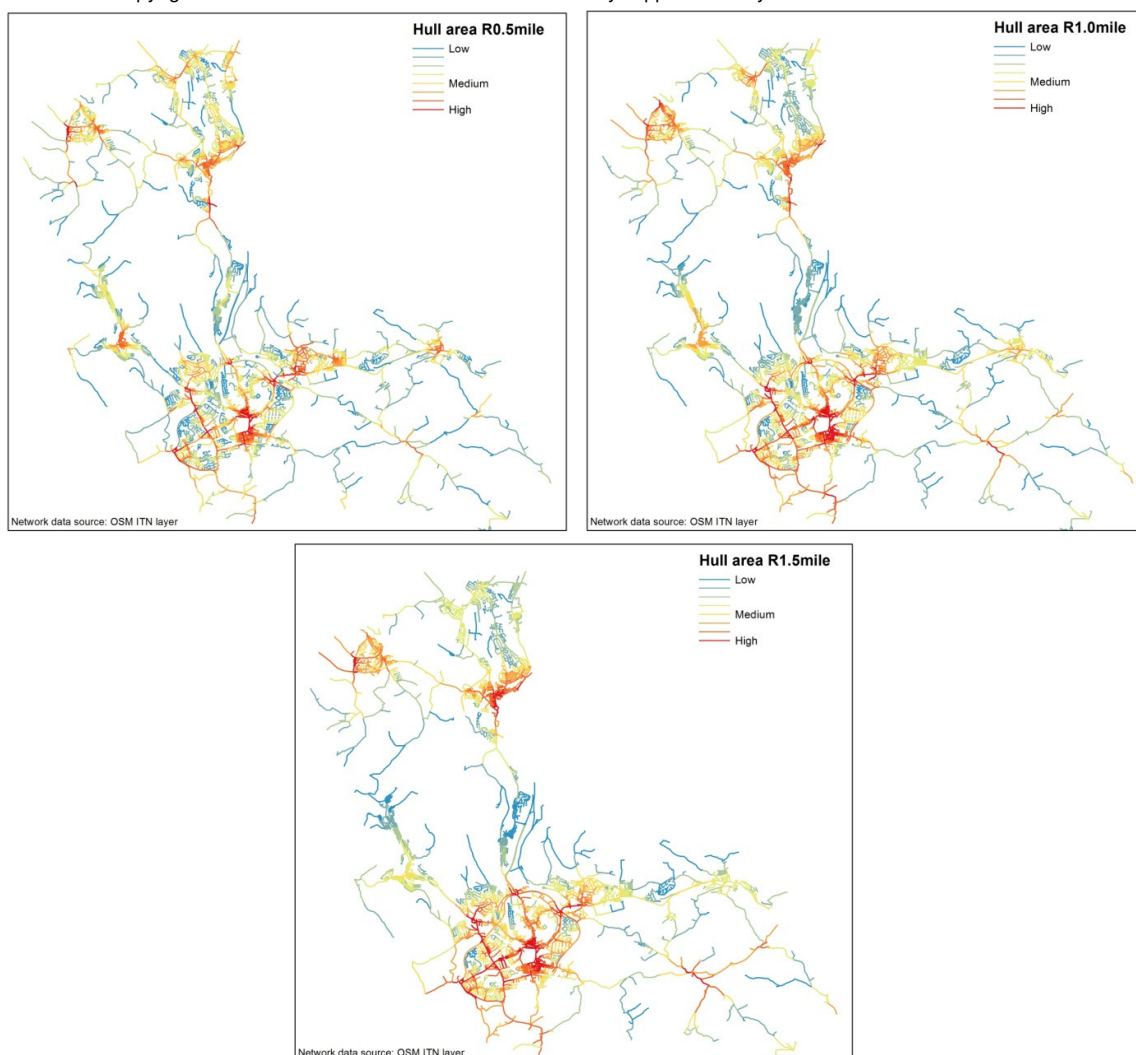 Hull area R0.5mile
Low
Medium
High
Network data source: OSM ITN layer
Hull area R1.0mile
Low
Medium
High
Network data source: OSM ITN layer
Hull area R1.5mile
Low
Medium
High
Network data source: OSM ITN layer